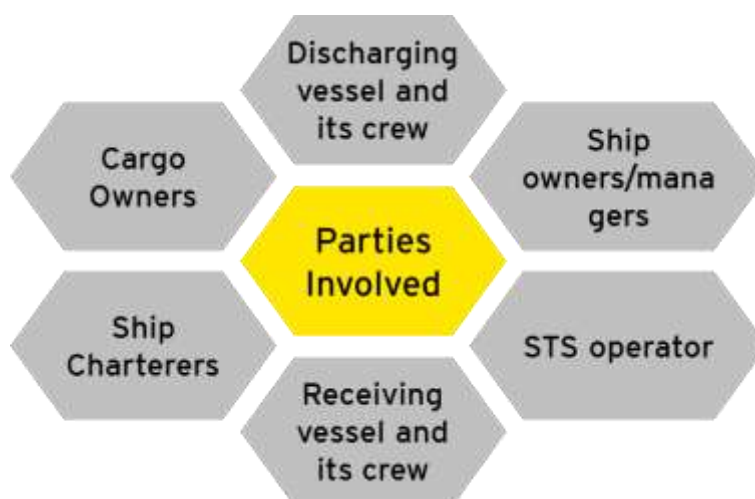 Discharging
vessel and
its crew
Cargo
Owners
Ship
owners/mana
gers
Parties
Involved
Ship
Charterers
STS operator
Receiving
vessel and
its crew